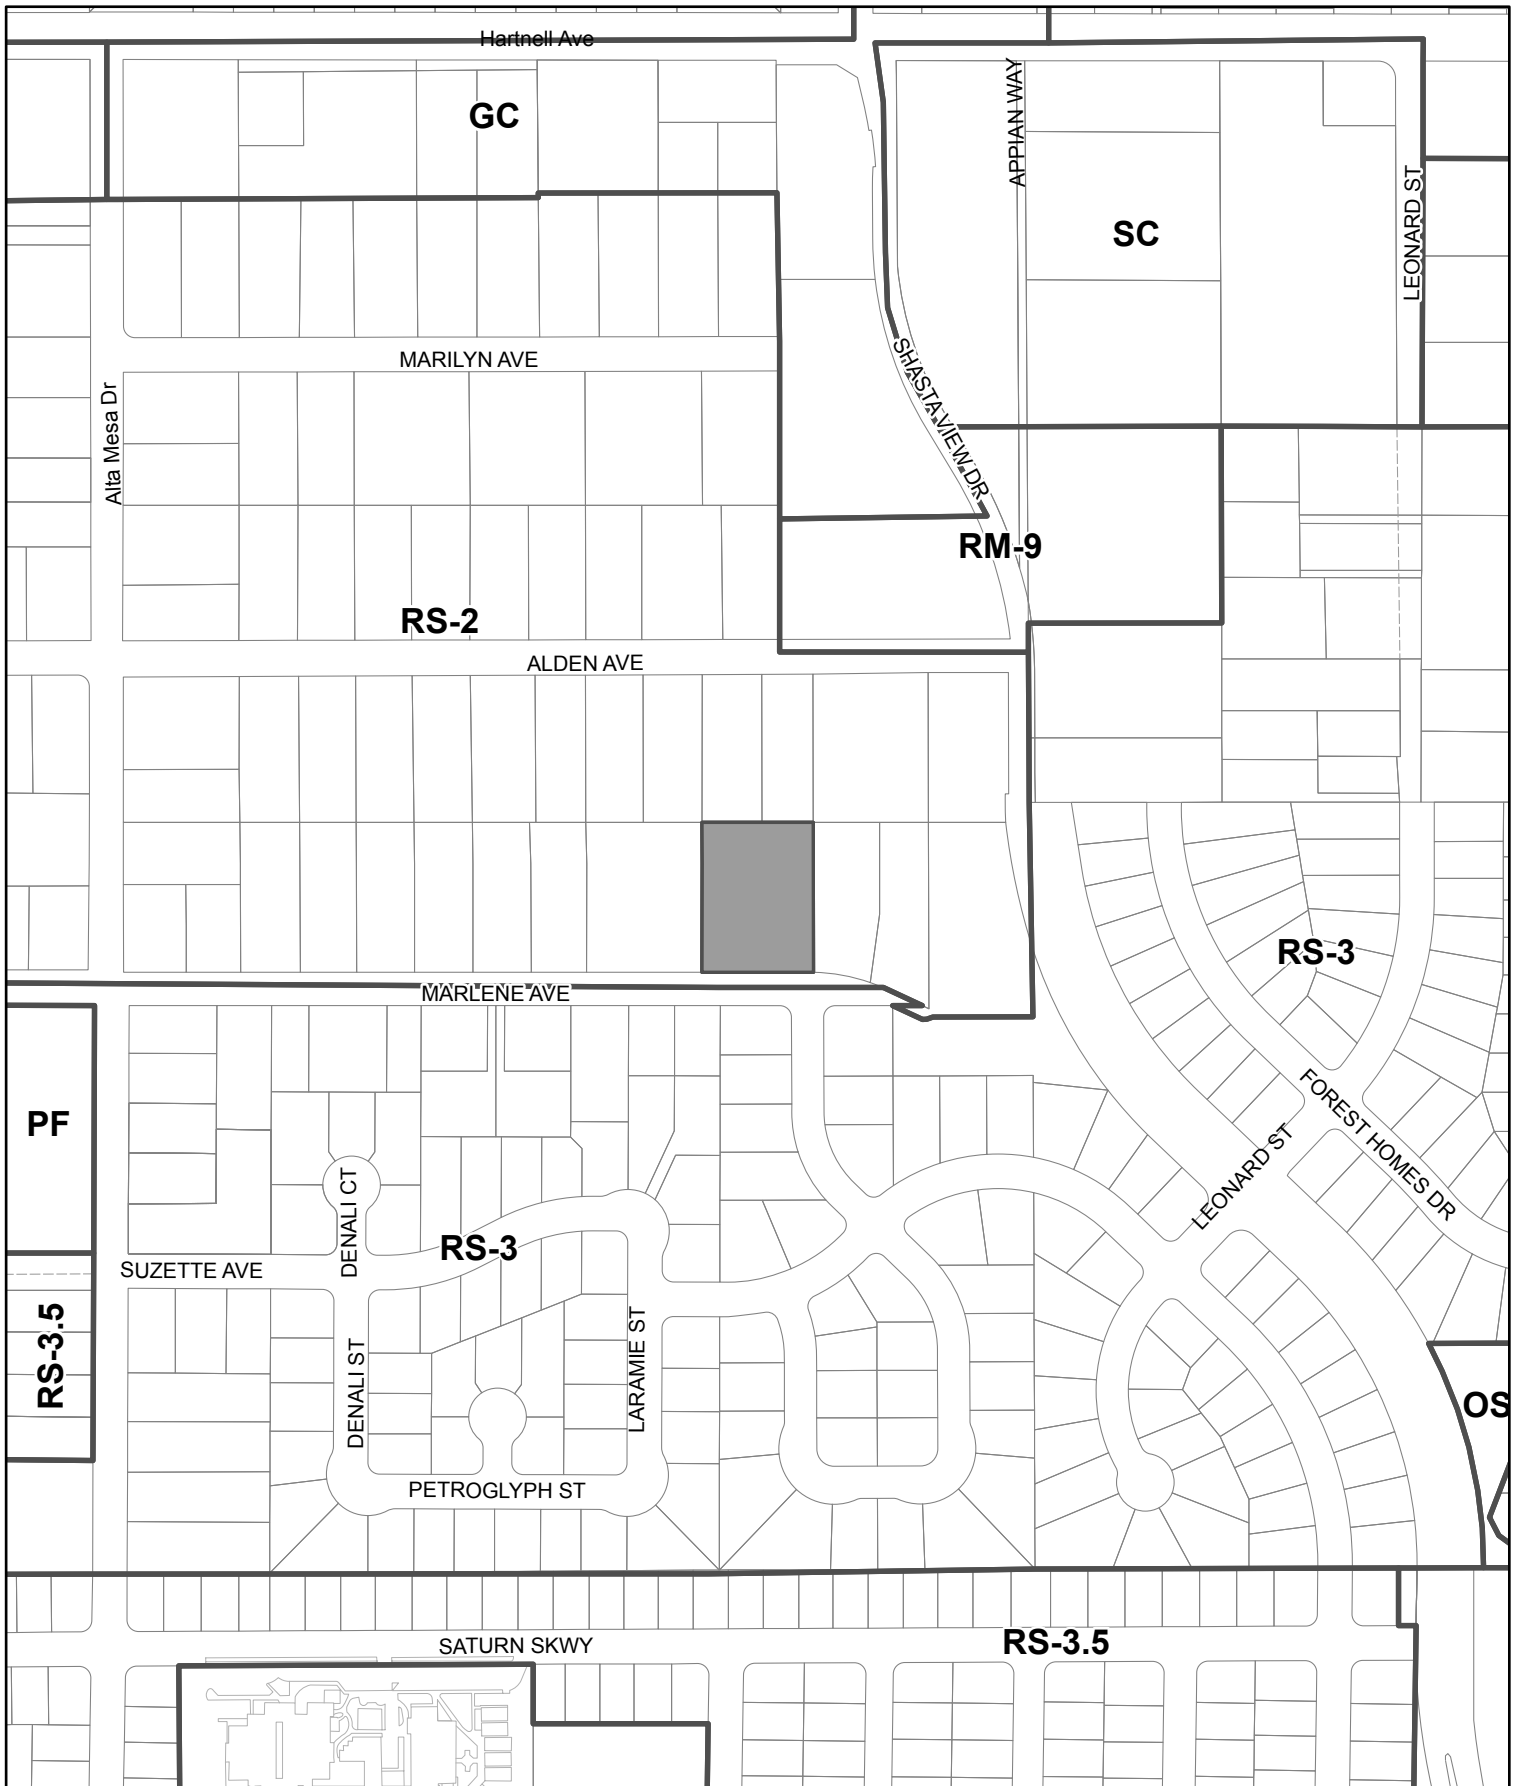 Hartnell Ave
GC
APPIAN WAY
LEONARD ST
SC
MARILYN AVE
SHASTA VIEW DR
Alta Mesa Dr
RM-9
RS-2
ALDEN AVE
RS-3
MARLENE AVE
PF
FOREST HOMES DR
LEONARD ST
DENALI CT
RS-3
SUZETTE AVE
RS-3.5
DENALI ST
LARAMIE ST
OS
PETROGLYPH ST
RS-3.5
SATURN SKWY